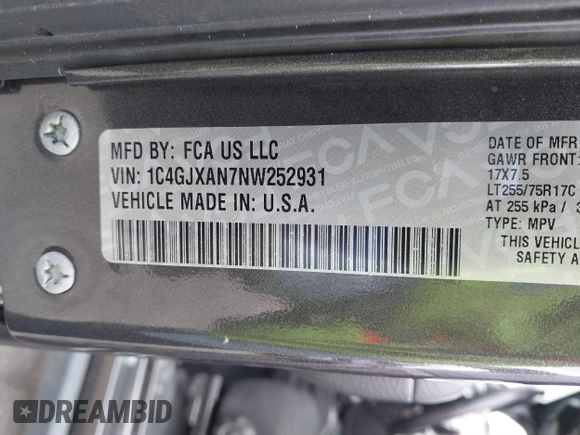 MFD BY: FCA US LLC
VIN: 1C4GJXAN7NW252931
VEHICLE MADE IN: U.S.A.
DATE OF MFR
GAWR FRONT:
17X7.5
LT255/75R17C
AT 255 kPa /
TYPE: MPV
THIS VEHICL
SAFETY A
DREAMBID